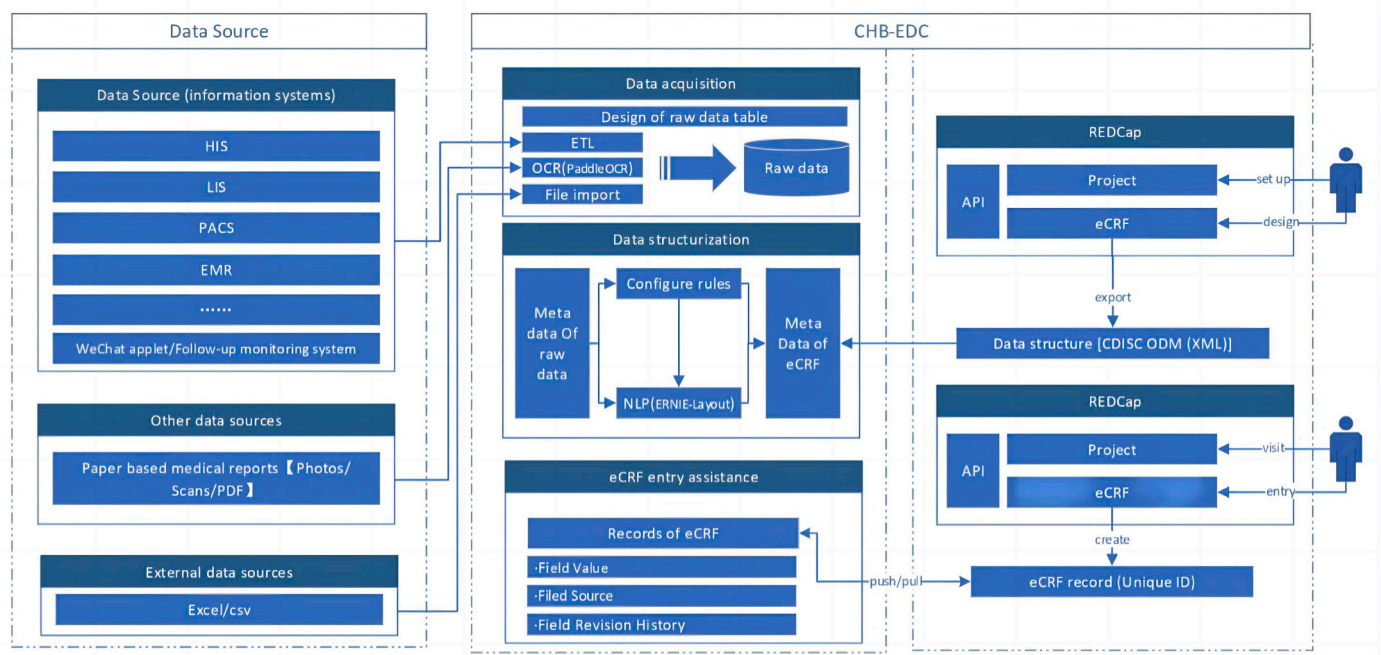 Data Source
Data Source (information systems)
HIS
LIS
PACS
EMR
······
WeChat applet/Follow-up monitoring system
Other data sources
Paper based medical reports【Photos/
Scans/PDF】
External data sources
Excel/csv
CHB-EDC
Data acquisition
Design of raw data table
ETL
OCR(PaddleOCR)
File import
Raw data
Data structurization
Meta
data Of
raw
data
Configure rules
NLP(ERNIE-Layout)
Meta
Data of
eCRF
eCRF entry assistance
Records of eCRF
·Field Value
·Filed Source
·Field Revision History
push/pull
REDCap
API
Project
eCRF
set up
design
export
Data structure [CDISC ODM (XML)]
REDCap
API
Project
eCRF
visit
entry
create
eCRF record (Unique ID)